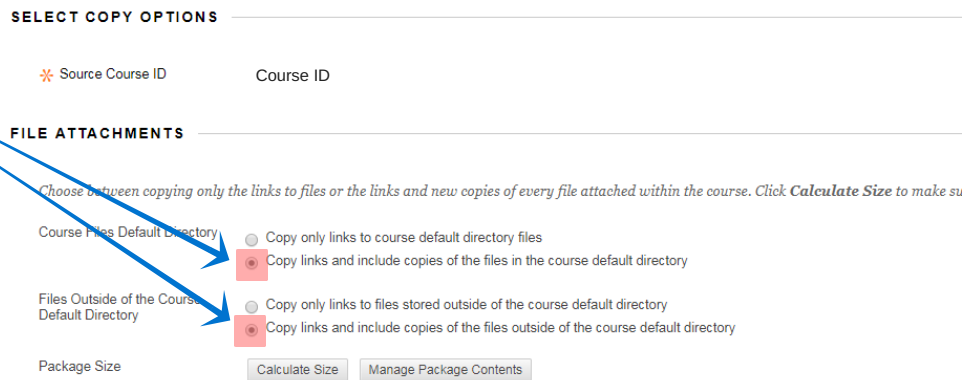 SELECT COPY OPTIONS
Source Course ID Course ID
FILE ATTACHMENTS
Choose between copying only the links to files or the links and new copies of every file attached within the course. Click Calculate Size to make su
Course Files Default Directory
Copy only links to course default directory files
Copy links and include copies of the files in the course default directory
Files Outside of the Course
Default Directory
Copy only links to files stored outside of the course default directory
Copy links and include copies of the files outside of the course default directory
Package Size Calculate Size Manage Package Contents